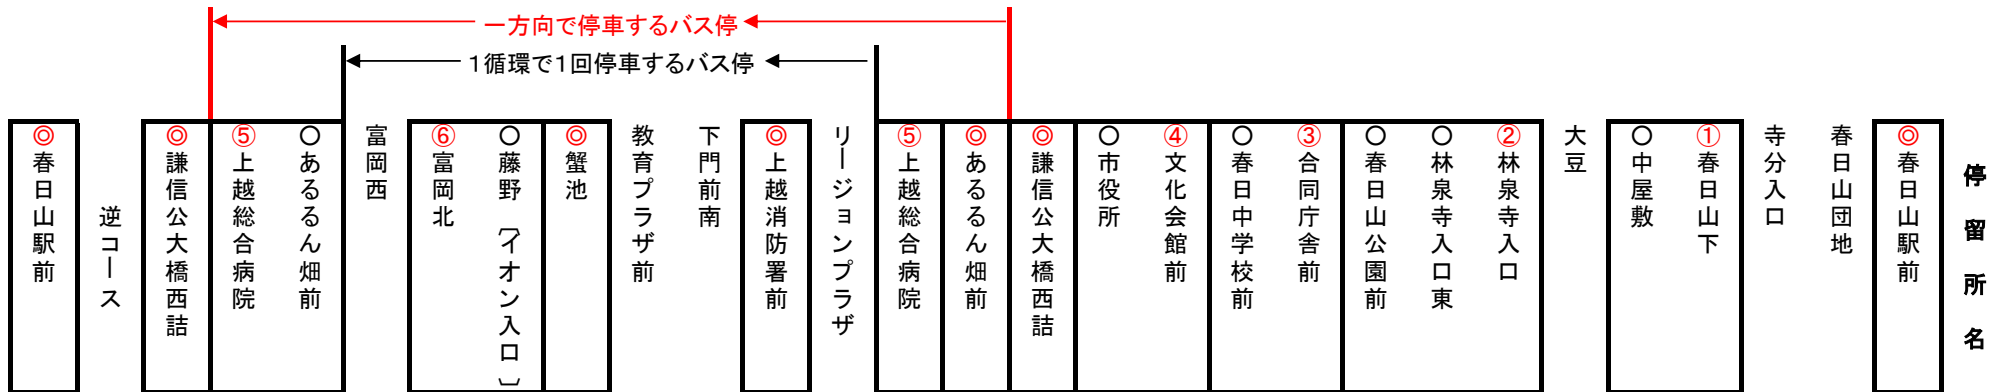 一方向で停車するバス停
1循環で1回停車するバス停
停留所名
◎春日山駅前
春日山団地
寺分入口
①春日山下
○中屋敷
大豆
②林泉寺入口
○林泉寺入口東
○春日山公園前
③合同庁舎前
○春日中学校前
④文化会館前
○市役所
◎謙信公大橋西詰
◎あるるん畑前
⑤上越総合病院
リージョンプラザ
◎上越消防署前
下門前南
教育プラザ前
◎蟹池
○藤野〔イオン入口〕
⑥富岡北
富岡西
○あるるん畑前
⑤上越総合病院
◎謙信公大橋西詰
逆コース
◎春日山駅前